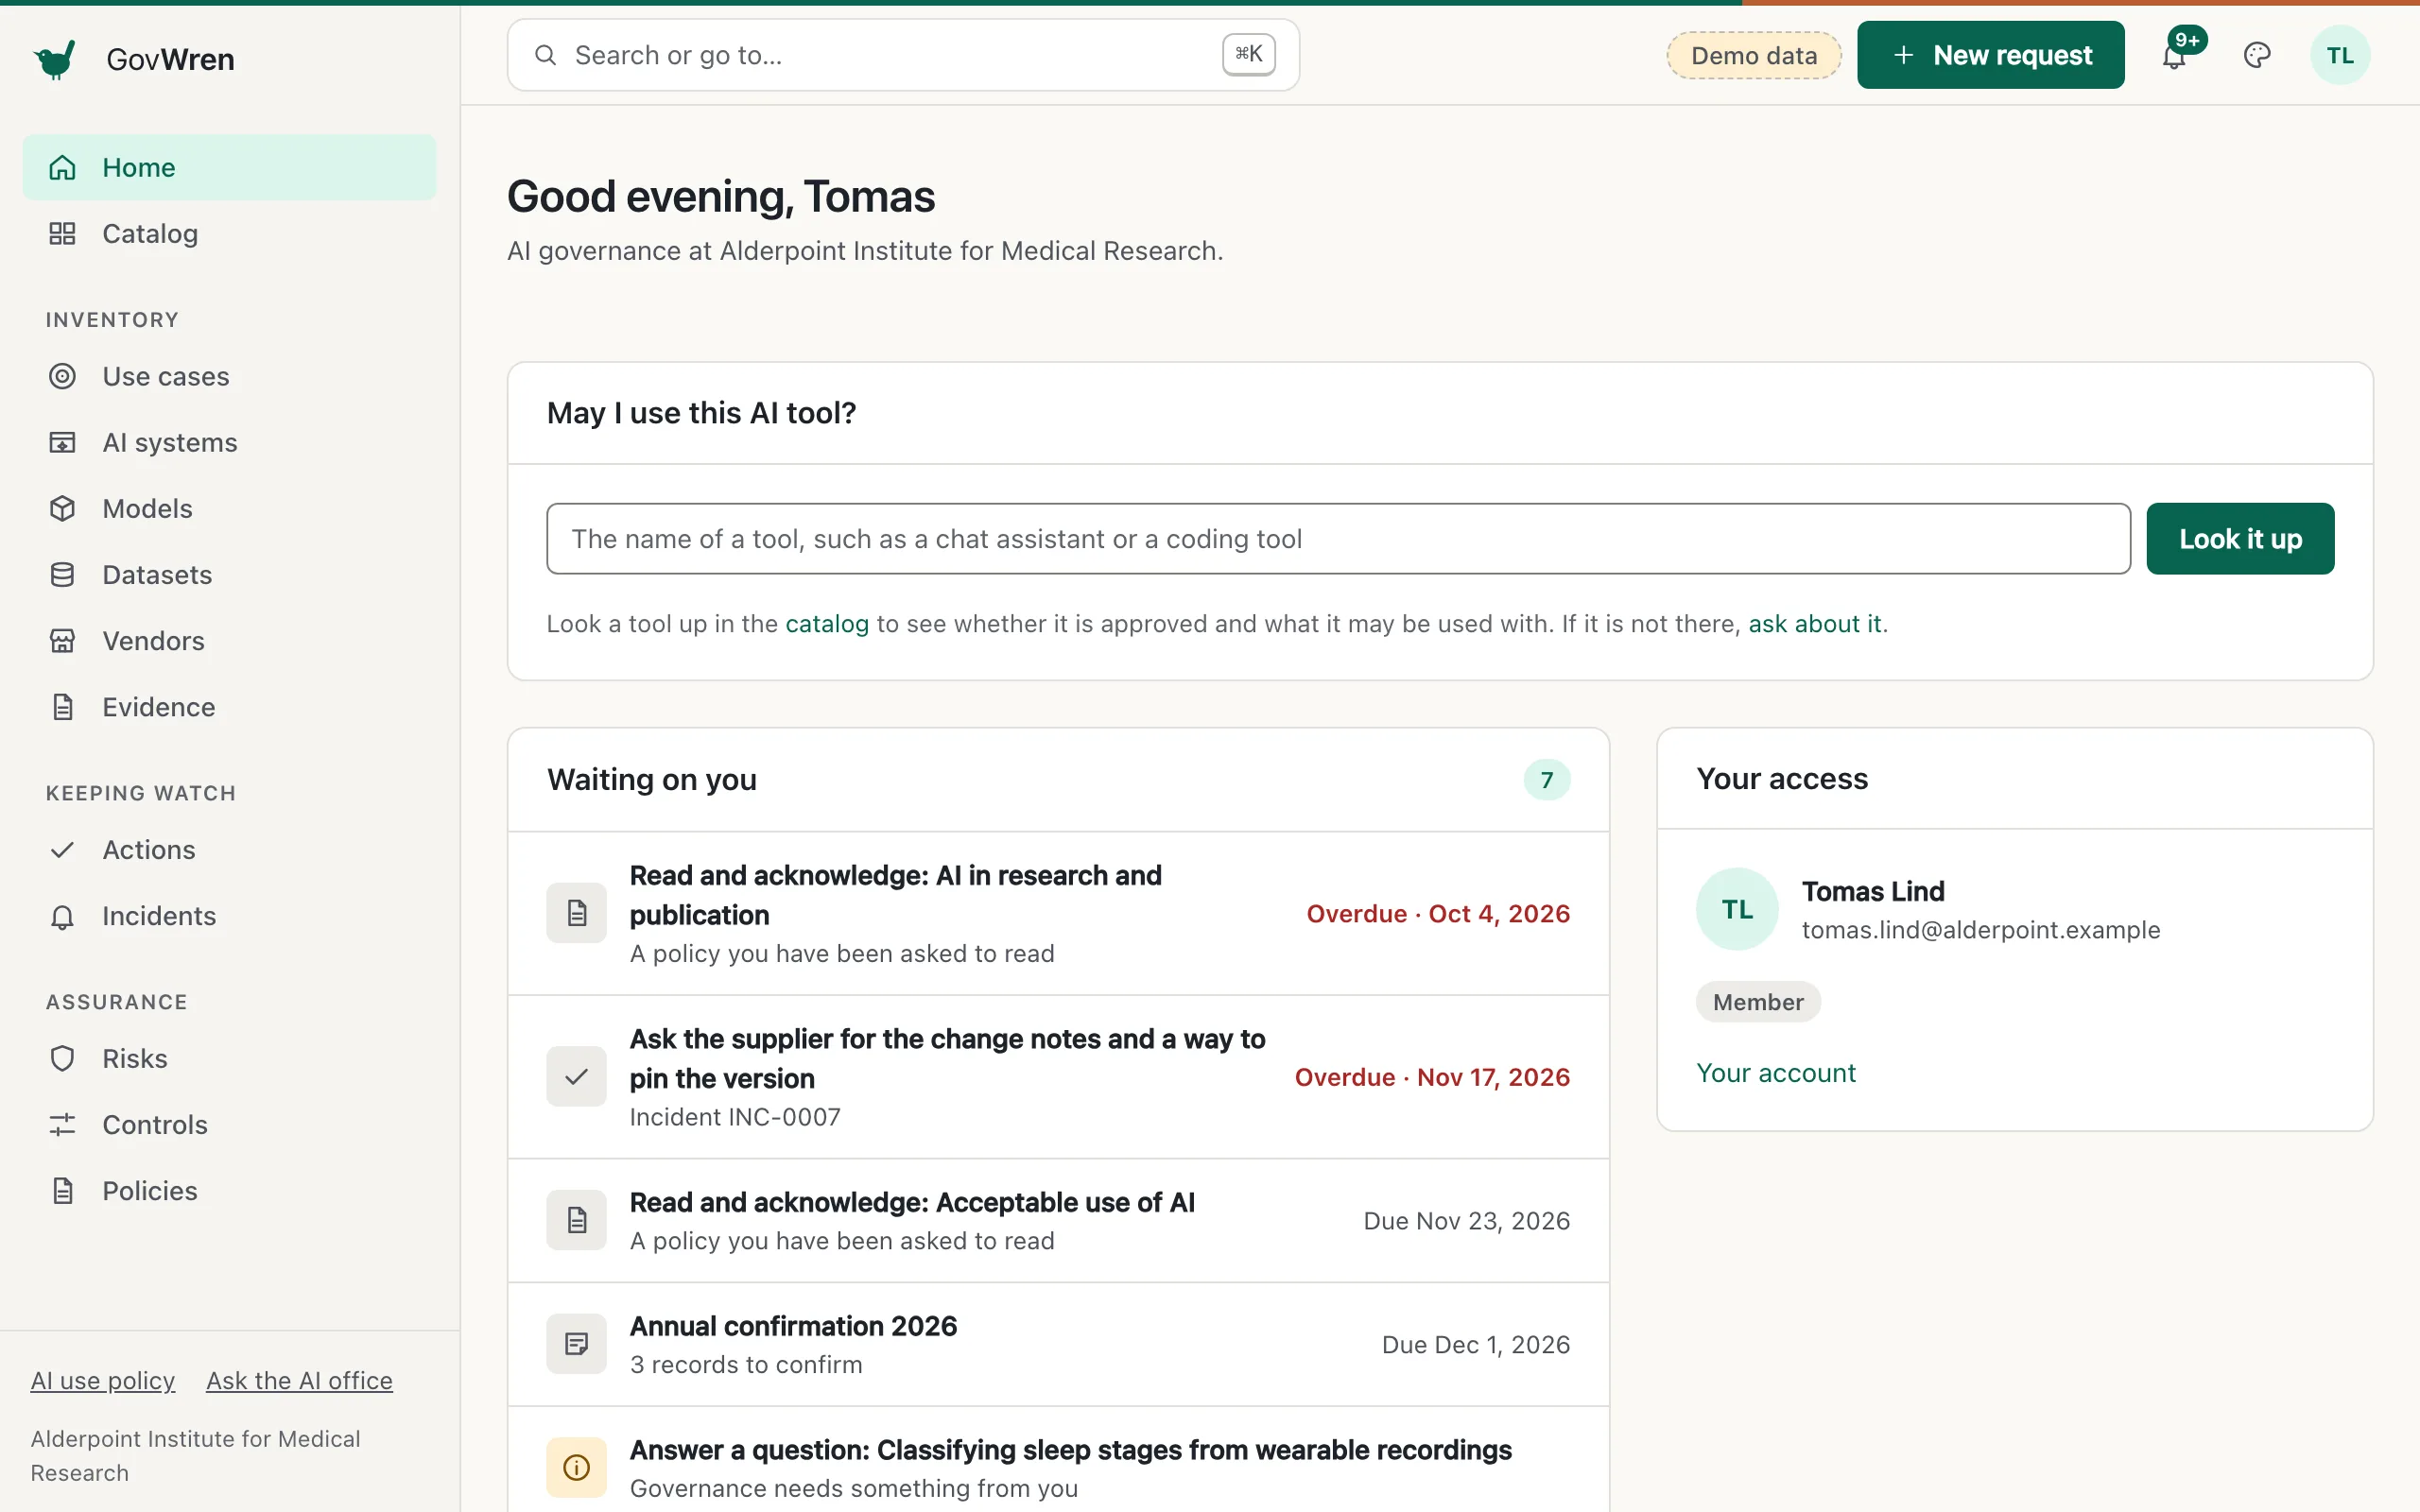 GovWren
Search or go to...
⌘K
Demo data
+ New request
9+
TL
Home
Catalog
INVENTORY
Use cases
AI systems
Models
Datasets
Vendors
Evidence
KEEPING WATCH
Actions
Incidents
ASSURANCE
Risks
Controls
Policies
AI use policy
Ask the AI office
Alderpoint Institute for Medical
Research
Good evening, Tomas
AI governance at Alderpoint Institute for Medical Research.
May I use this AI tool?
The name of a tool, such as a chat assistant or a coding tool
Look it up
Look a tool up in the catalog to see whether it is approved and what it may be used with. If it is not there, ask about it.
Waiting on you
7
Read and acknowledge: AI in research and
publication
A policy you have been asked to read
Overdue · Oct 4, 2026
Ask the supplier for the change notes and a way to
pin the version
Incident INC-0007
Overdue · Nov 17, 2026
Read and acknowledge: Acceptable use of AI
A policy you have been asked to read
Due Nov 23, 2026
Annual confirmation 2026
3 records to confirm
Due Dec 1, 2026
Answer a question: Classifying sleep stages from wearable recordings
Governance needs something from you
Your access
TL
Tomas Lind
tomas.lind@alderpoint.example
Member
Your account